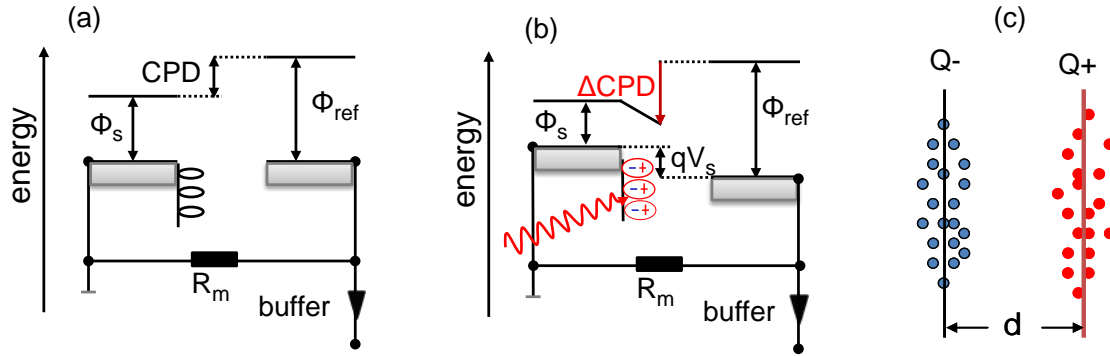 (a)
energy
CPD
Φs
Φref
Rm
buffer
(b)
energy
ΔCPD
Φs
Φref
qVs
-+
-+
-+
Rm
buffer
(c)
Q-
Q+
d